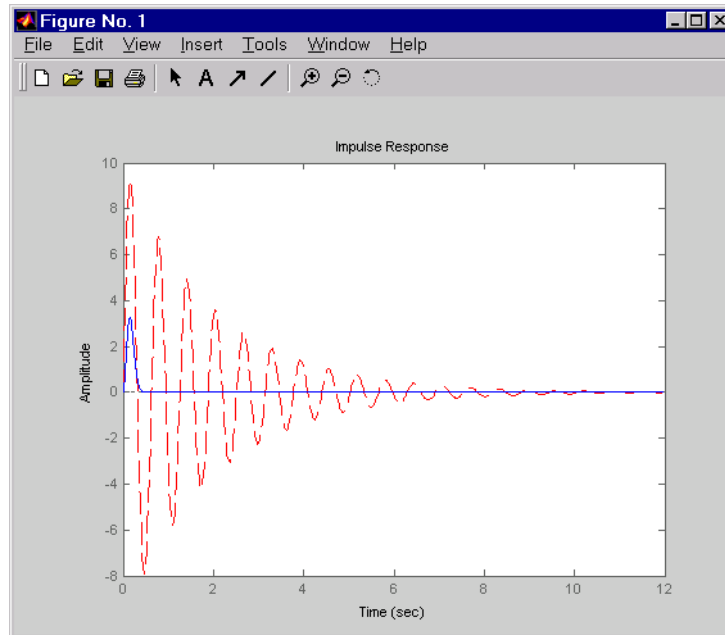 Figure No. 1
File Edit View Insert Tools Window Help
A
Impulse Response
10
8
6
4
2
0
-2
-4
-6
-8
Amplitude
0 2 4 6 8 10 12
Time (sec)